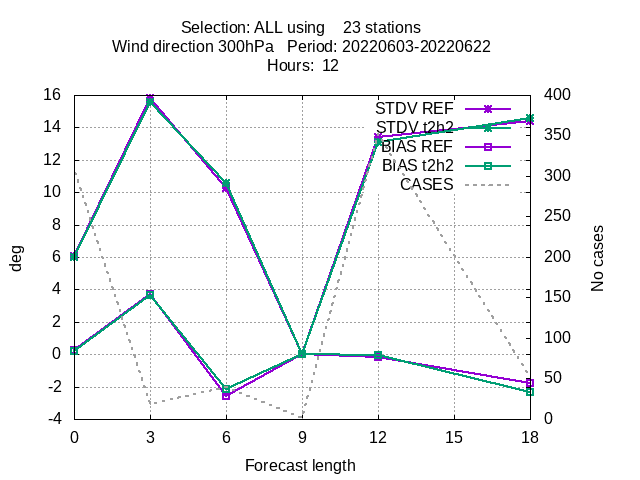 Selection: ALL using    23 stations
Wind direction 300hPa   Period: 20220603-20220622
Hours:  12
STDV REF
STDV t2h2
BIAS REF
BIAS t2h2
CASES
16
14
12
10
8
6
4
2
0
-2
-4
deg
400
350
300
250
200
150
100
50
0
No cases
0 3 6 9 12 15 18
Forecast length